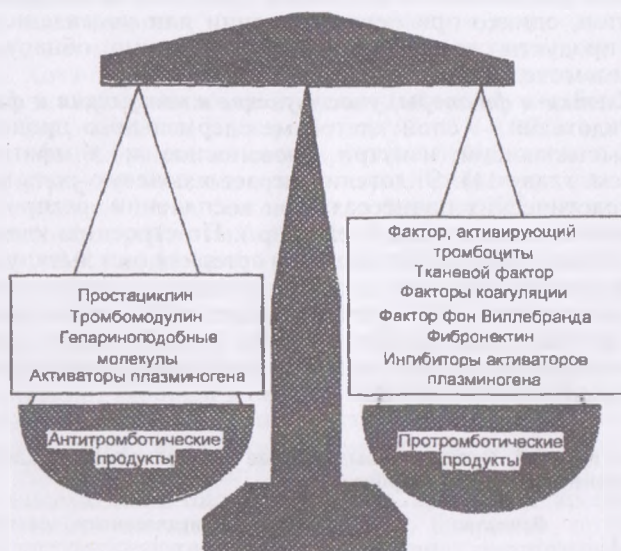 Простациклин
Тромбомодулин
Гепариноподобные
молекулы
Активаторы плазминогена
Антитромботические
продукты
Фактор, активирующий
тромбоциты
Тканевой фактор
Факторы коагуляции
Фактор фон Виллебранда
Фибронектин
Ингибиторы активаторов
плазминогена
Протромботические
продукты